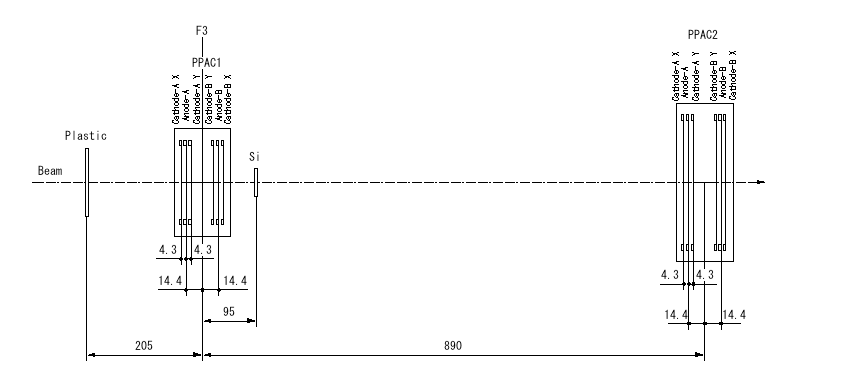 F3
PPAC1
PPAC2
Cathode-A X
Anode-A
Cathode-A Y
Cathode-B Y
Anode-B
Cathode-B X
Cathode-A X
Anode-A
Cathode-A Y
Cathode-B Y
Anode-B
Cathode-B X
Plastic
Si
Beam
4.3
4.3
14.4
14.4
4.3
4.3
14.4
14.4
95
205
890